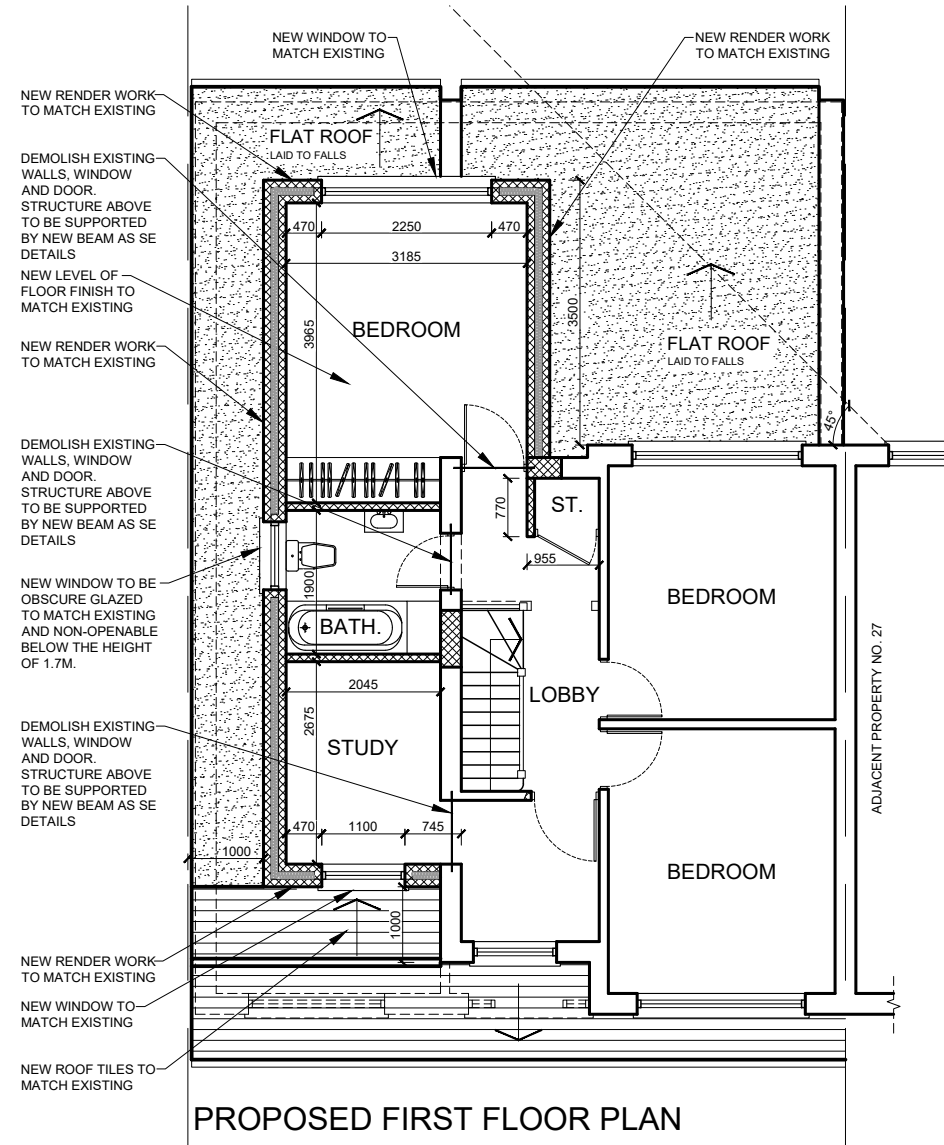 NEW WINDOW TO
MATCH EXISTING
NEW RENDER WORK
TO MATCH EXISTING
NEW RENDER WORK
TO MATCH EXISTING
DEMOLISH EXISTING
WALLS, WINDOW
AND DOOR.
STRUCTURE ABOVE
TO BE SUPPORTED
BY NEW BEAM AS SE
DETAILS
NEW LEVEL OF
FLOOR FINISH TO
MATCH EXISTING
NEW RENDER WORK
TO MATCH EXISTING
DEMOLISH EXISTING
WALLS, WINDOW
AND DOOR.
STRUCTURE ABOVE
TO BE SUPPORTED
BY NEW BEAM AS SE
DETAILS
NEW WINDOW TO BE
OBSCURE GLAZED
TO MATCH EXISTING
AND NON-OPENABLE
BELOW THE HEIGHT
OF 1.7M.
DEMOLISH EXISTING
WALLS, WINDOW
AND DOOR.
STRUCTURE ABOVE
TO BE SUPPORTED
BY NEW BEAM AS SE
DETAILS
NEW RENDER WORK
TO MATCH EXISTING
NEW WINDOW TO
MATCH EXISTING
NEW ROOF TILES TO
MATCH EXISTING
FLAT ROOF
LAID TO FALLS
470 2250 470
3185
3965
BEDROOM
3500
FLAT ROOF
LAID TO FALLS
45°
770
ST.
955
1900
BATH.
BEDROOM
LOBBY
2045
2675
STUDY
470 1100 745
1000
1000
BEDROOM
ADJACENT PROPERTY NO. 27
PROPOSED FIRST FLOOR PLAN